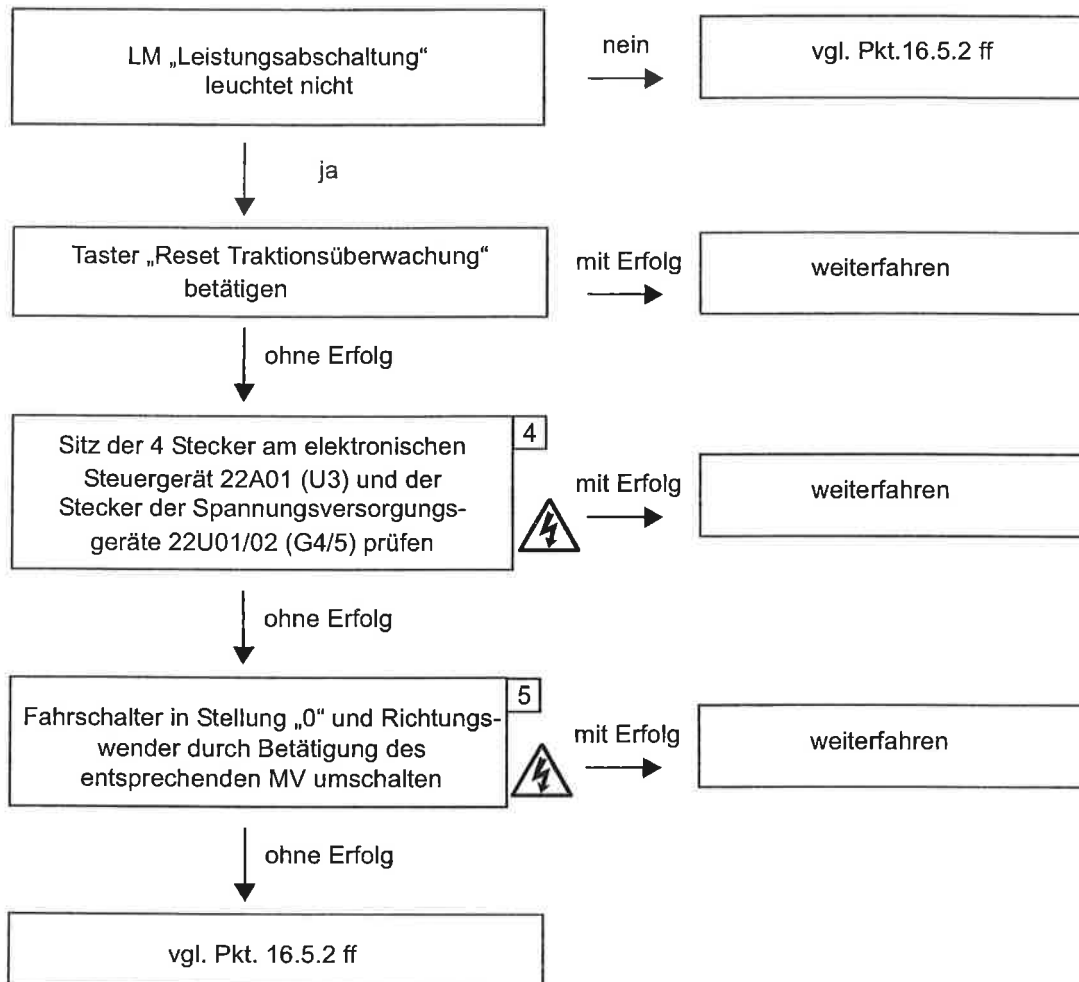 LM „Leistungsabschaltung“
leuchtet nicht
nein
vgl. Pkt.16.5.2 ff
ja
Taster „Reset Traktionsüberwachung“
betätigen
mit Erfolg
weiterfahren
ohne Erfolg
Sitz der 4 Stecker am elektronischen
Steuergerät 22A01 (U3) und der
Stecker der Spannungsversorgungs-
geräte 22U01/02 (G4/5) prüfen
4
mit Erfolg
weiterfahren
ohne Erfolg
Fahrschalter in Stellung „0“ und Richtungs-
wender durch Betätigung des
entsprechenden MV umschalten
5
mit Erfolg
weiterfahren
ohne Erfolg
vgl. Pkt. 16.5.2 ff